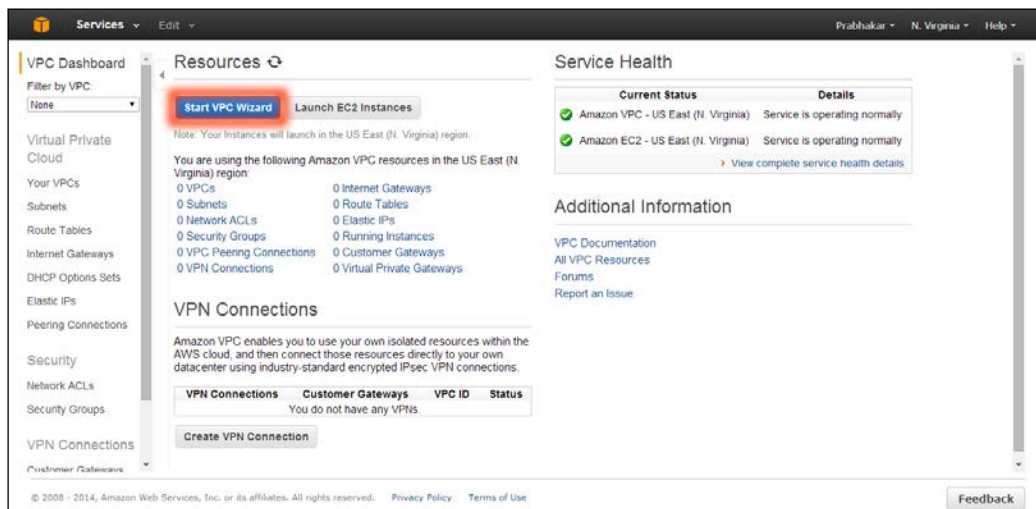 Services Edit Prabhakar N. Virginia Help
VPC Dashboard
Filter by VPC:
None
Virtual Private
Cloud
Your VPCs
Subnets
Route Tables
Internet Gateways
DHCP Options Sets
Elastic IPs
Peering Connections
Security
Network ACLs
Security Groups
VPN Connections
Customer Gateways
Resources
Start VPC Wizard Launch EC2 Instances
Note: Your Instances will launch in the US East (N. Virginia) region.
You are using the following Amazon VPC resources in the US East (N.
Virginia) region:
0 VPCs 0 Internet Gateways
0 Subnets 0 Route Tables
0 Network ACLs 0 Elastic IPs
0 Security Groups 0 Running Instances
0 VPC Peering Connections 0 Customer Gateways
0 VPN Connections 0 Virtual Private Gateways
VPN Connections
Amazon VPC enables you to use your own isolated resources within the
AWS cloud, and then connect those resources directly to your own
datacenter using industry-standard encrypted IPsec VPN connections.
VPN Connections Customer Gateways VPC ID Status
You do not have any VPNs.
Create VPN Connection
Service Health
Current Status Details
Amazon VPC - US East (N. Virginia) Service is operating normally
Amazon EC2 - US East (N. Virginia) Service is operating normally
View complete service health details
Additional Information
VPC Documentation
All VPC Resources
Forums
Report an Issue
© 2008 - 2014, Amazon Web Services, Inc. or its affiliates. All rights reserved. Privacy Policy Terms of Use
Feedback